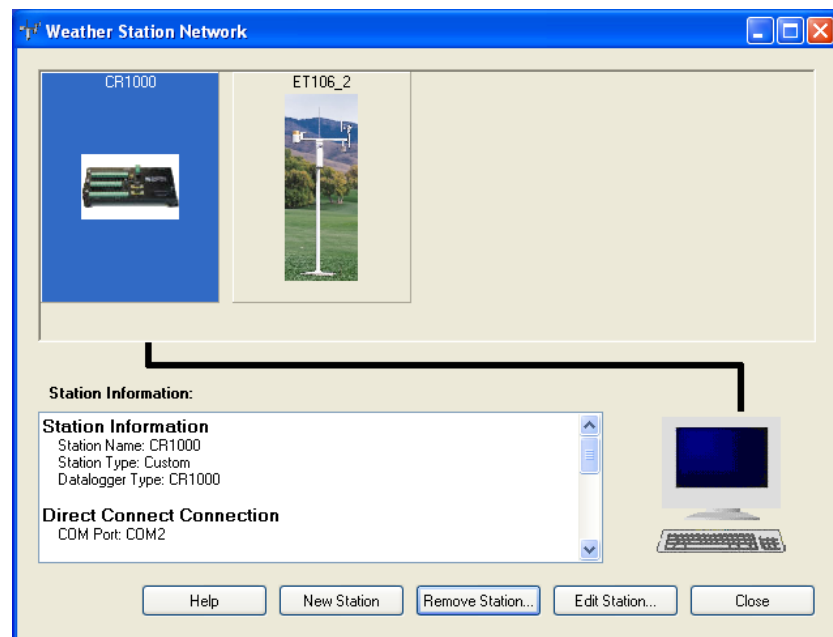 Weather Station Network
CR1000
ET106_2
Station Information:
Station Information
Station Name: CR1000
Station Type: Custom
Datalogger Type: CR1000
Direct Connect Connection
COM Port: COM2
Help
New Station
Remove Station...
Edit Station...
Close